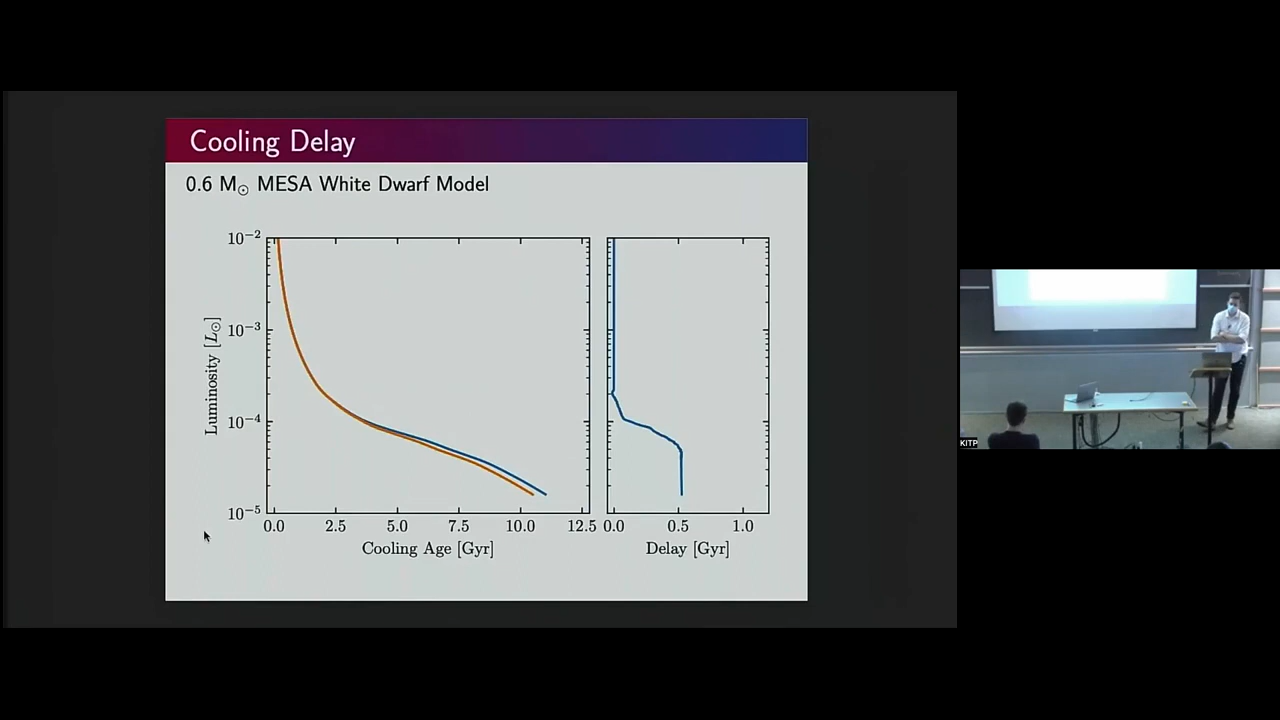 Cooling Delay
0.6 M⊙ MESA White Dwarf Model
10⁻²
10⁻³
10⁻⁴
10⁻⁵
Luminosity [L⊙]
0.0 2.5 5.0 7.5 10.0 12.5
Cooling Age [Gyr]
0.0 0.5 1.0
Delay [Gyr]
KITP